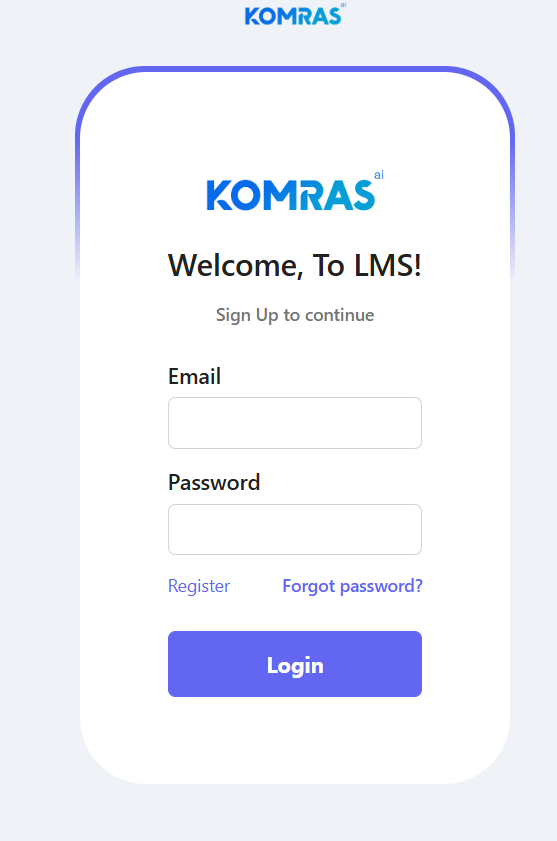 KOMRAS ai
KOMRAS ai
Welcome, To LMS!
Sign Up to continue
Email
Password
Register Forgot password?
Login